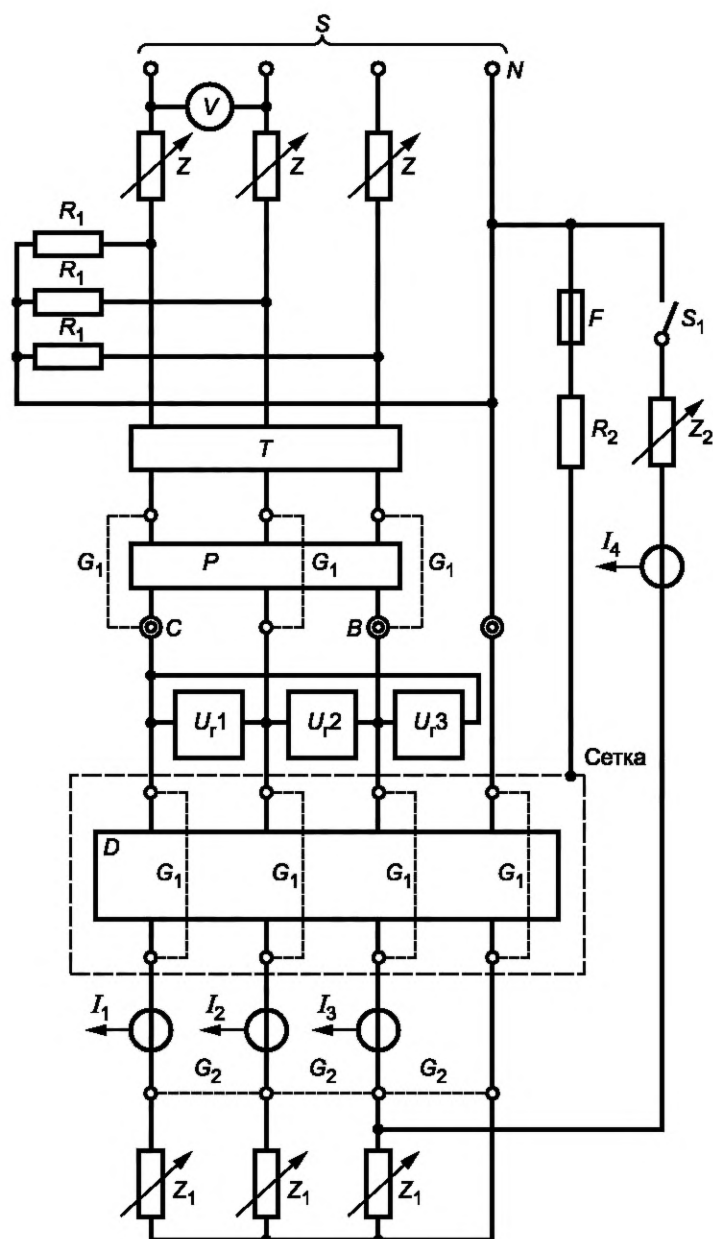 S
N
V
Z Z Z
R₁
R₁
R₁
F S₁
T R₂ Z₂
G₁ P G₁ G₁ I₄
C B
Uᵣ1 Uᵣ2 Uᵣ3
Сетка
D
G₁ G₁ G₁ G₁
I₁ I₂ I₃
G₂ G₂ G₂
Z₁ Z₁ Z₁